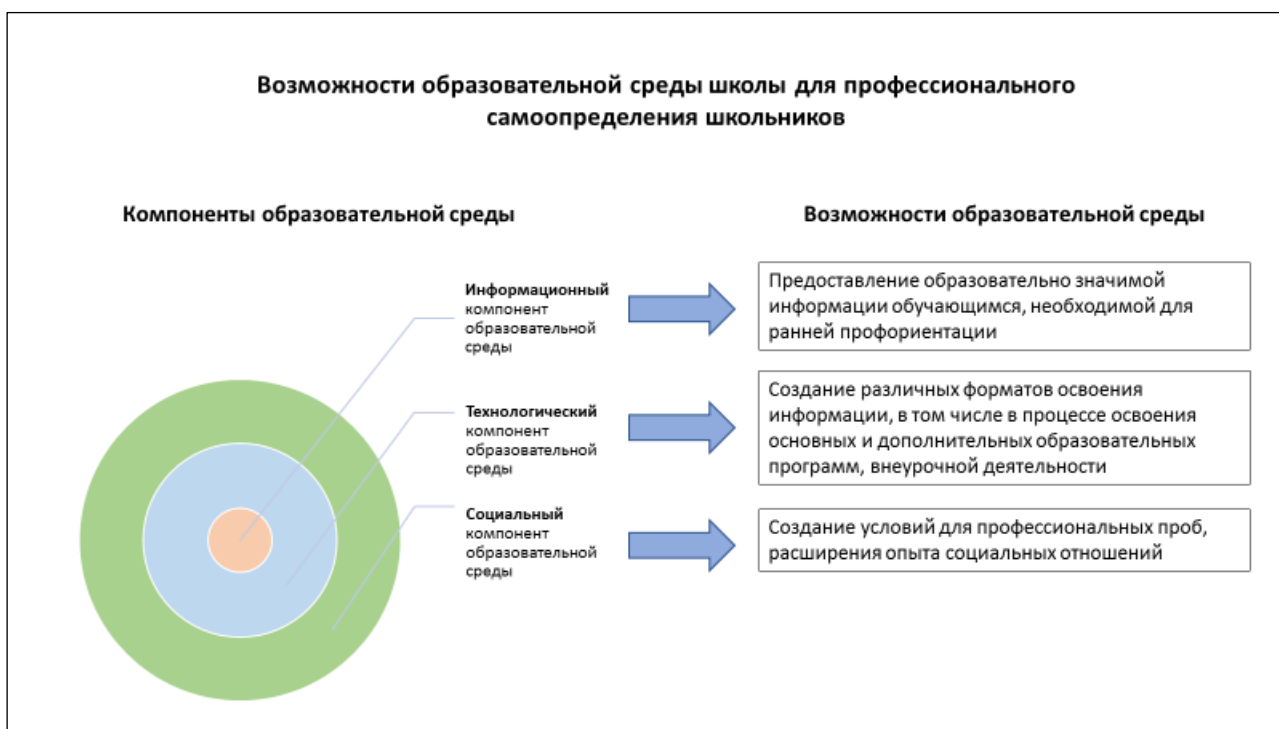 Возможности образовательной среды школы для профессионального
самоопределения школьников
Компоненты образовательной среды
Возможности образовательной среды
Информационный
компонент
образовательной
среды
Предоставление образовательно значимой
информации обучающимся, необходимой для
ранней профориентации
Технологический
компонент
образовательной
среды
Создание различных форматов освоения
информации, в том числе в процессе освоения
основных и дополнительных образовательных
программ, внеурочной деятельности
Социальный
компонент
образовательной
среды
Создание условий для профессиональных проб,
расширения опыта социальных отношений